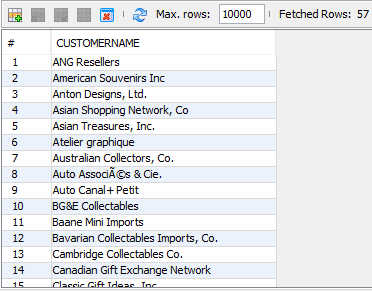 Max. rows: 10000 Fetched Rows: 57
# CUSTOMERNAME
1 ANG Resellers
2 American Souvenirs Inc
3 Anton Designs, Ltd.
4 Asian Shopping Network, Co
5 Asian Treasures, Inc.
6 Atelier graphique
7 Australian Collectors, Co.
8 Auto AssociÃ©s & Cie.
9 Auto Canal+ Petit
10 BG&E Collectables
11 Baane Mini Imports
12 Bavarian Collectables Imports, Co.
13 Cambridge Collectables Co.
14 Canadian Gift Exchange Network
15 Classic Gift Ideas, Inc